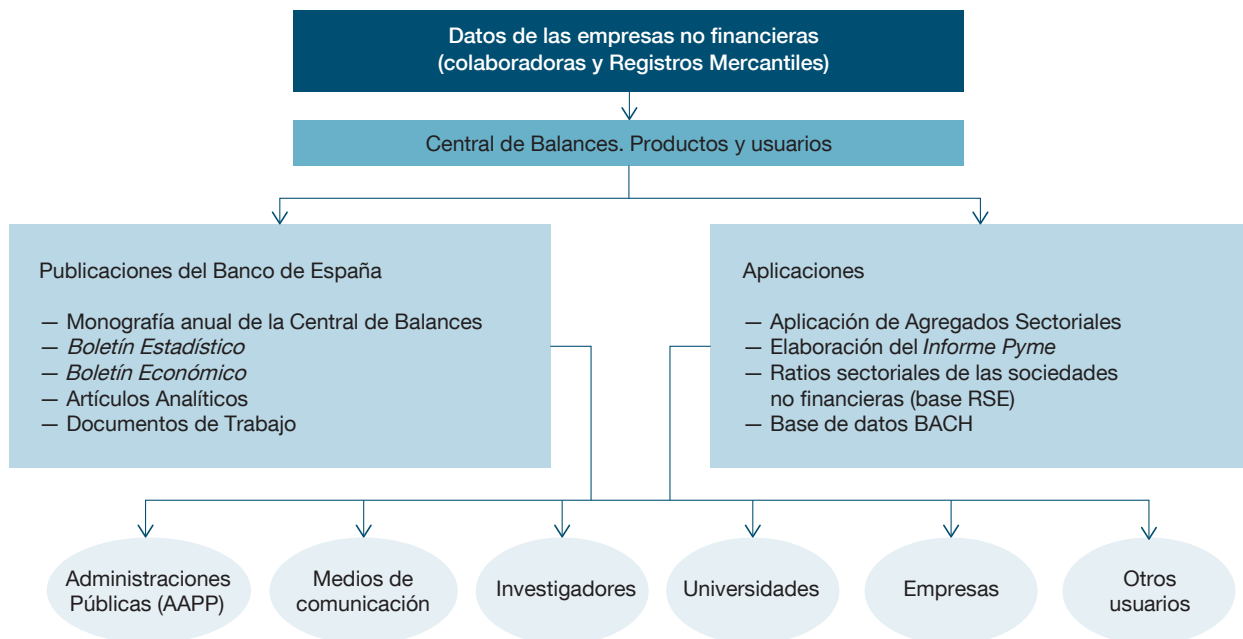 Datos de las empresas no financieras
(colaboradoras y Registros Mercantiles)
Central de Balances. Productos y usuarios
Publicaciones del Banco de España
— Monografía anual de la Central de Balances
— Boletín Estadístico
— Boletín Económico
— Artículos Analíticos
— Documentos de Trabajo
Aplicaciones
— Aplicación de Agregados Sectoriales
— Elaboración del Informe Pyme
— Ratios sectoriales de las sociedades
no financieras (base RSE)
— Base de datos BACH
Administraciones
Públicas (AAPP)
Medios de
comunicación
Investigadores
Universidades
Empresas
Otros
usuarios